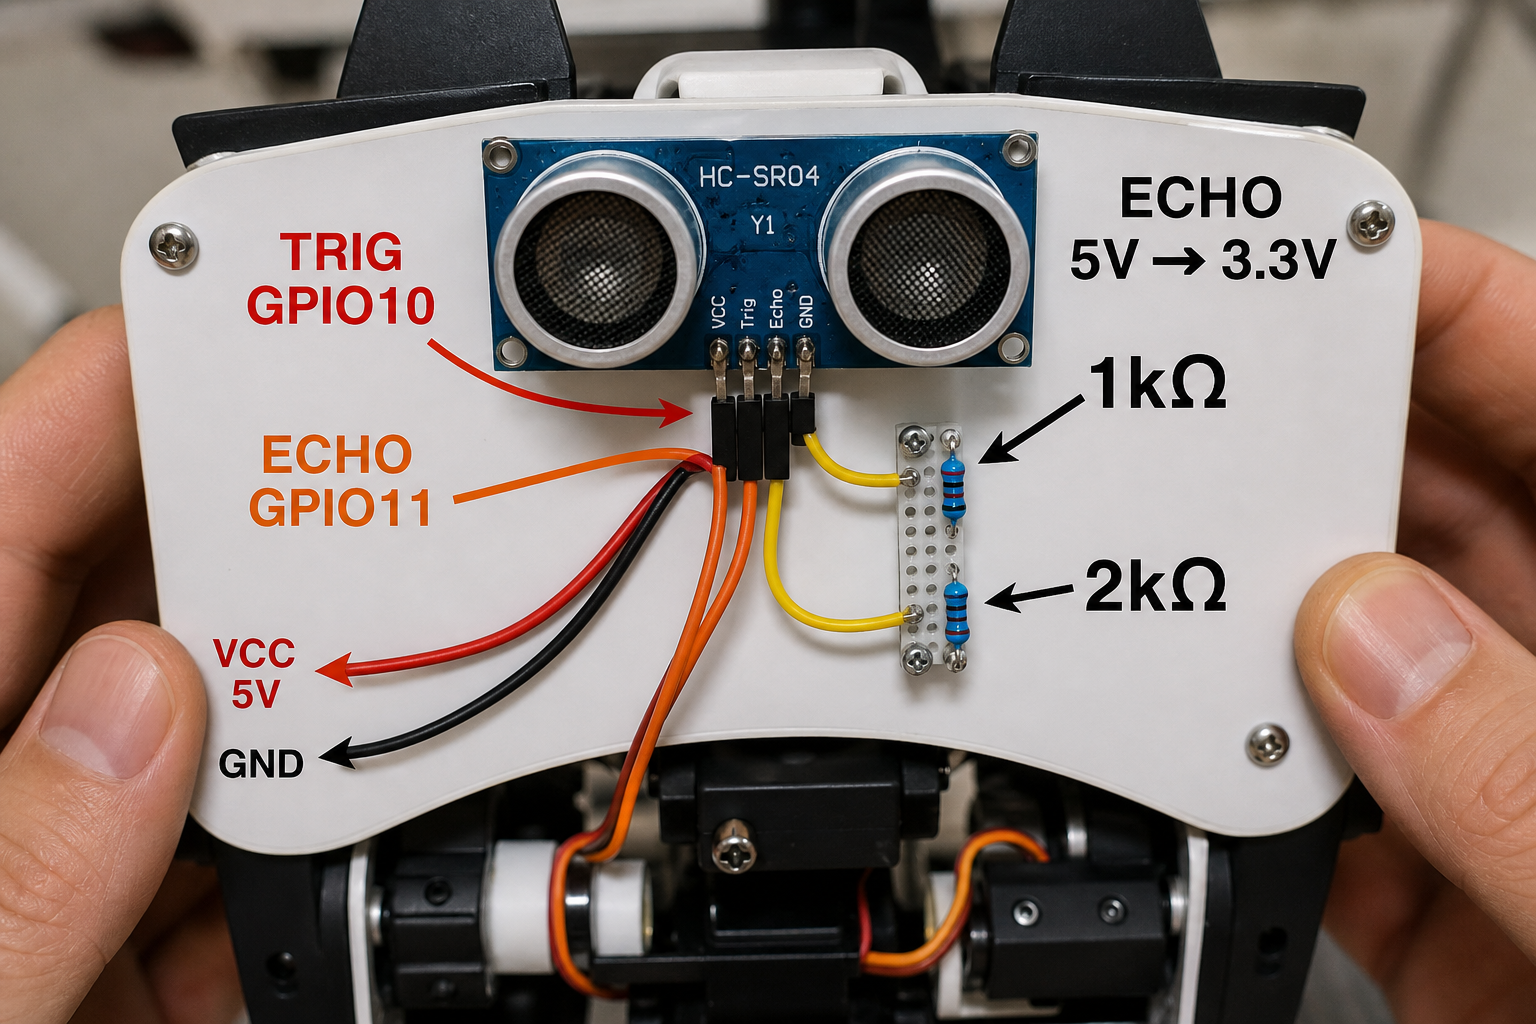 HC-SR04
Y1
VCC
Trig
Echo
GND
TRIG
GPIO10
ECHO
GPIO11
VCC
5V
GND
ECHO
5V → 3.3V
1kΩ
2kΩ